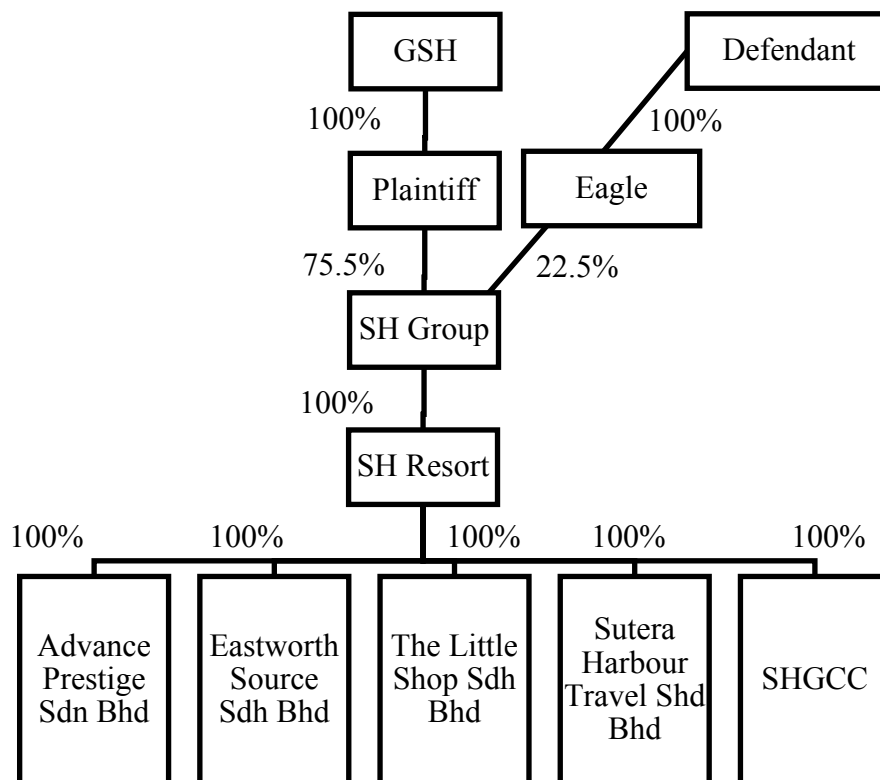 GSH
Defendant
100%
100%
Plaintiff
Eagle
75.5%
22.5%
SH Group
100%
SH Resort
100%
100%
100%
100%
100%
Advance
Prestige
Sdn Bhd
Eastworth
Source
Sdh Bhd
The Little
Shop Sdh
Bhd
Sutera
Harbour
Travel Shd
Bhd
SHGCC